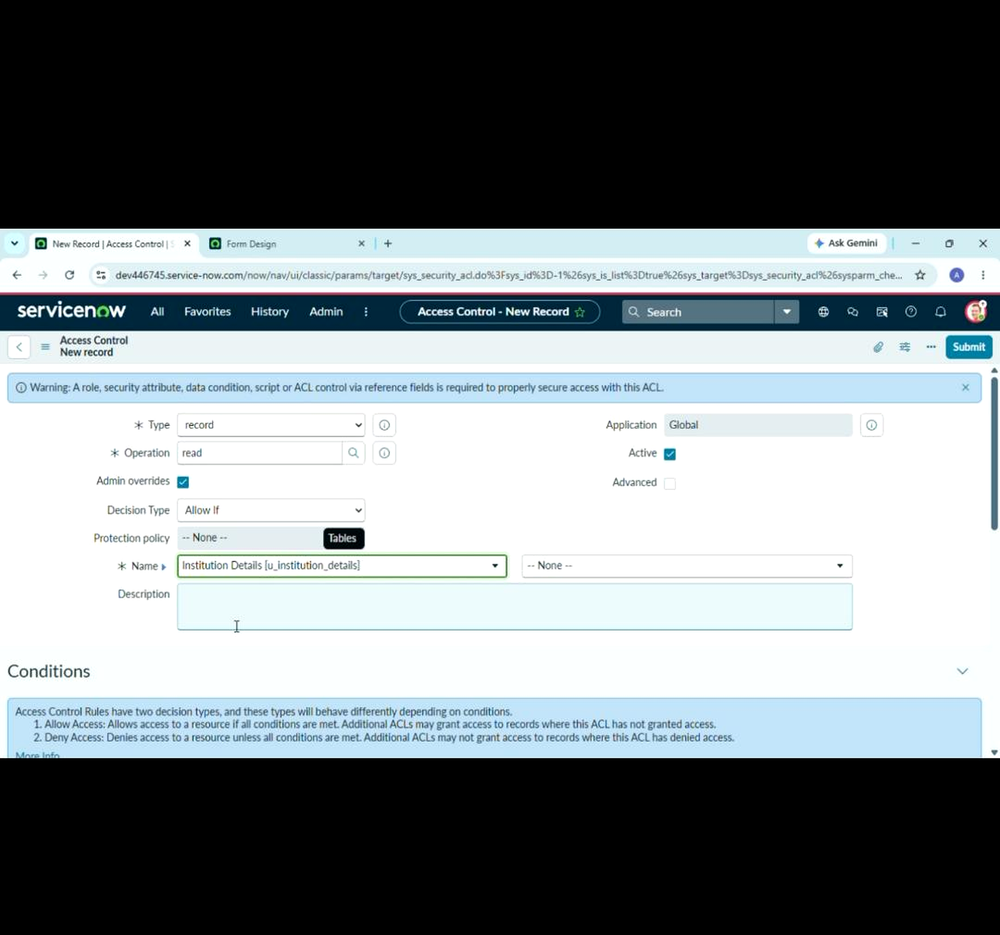 New Record | Access Control |
Form Design
Ask Gemini
dev446745.service-now.com/now/nav/ui/classic/params/target/sys_security_acl.do%3Fsys_id%3D-1%26sys_is_list%3Dtrue%26sys_target%3Dsys_security_acl%26sysparm_che...
A
servicenow All Favorites History Admin Access Control - New Record Search
Access Control
New record
Submit
Warning: A role, security attribute, data condition, script or ACL control via reference fields is required to properly secure access with this ACL.
* Type record Application Global
* Operation read Active
Admin overrides Advanced
Decision Type Allow If
Protection policy -- None -- Tables
* Name Institution Details [u_institution_details] -- None --
Description
Conditions
Access Control Rules have two decision types, and these types will behave differently depending on conditions.
1. Allow Access: Allows access to a resource if all conditions are met. Additional ACLs may grant access to records where this ACL has not granted access.
2. Deny Access: Denies access to a resource unless all conditions are met. Additional ACLs may not grant access to records where this ACL has denied access.
More Info